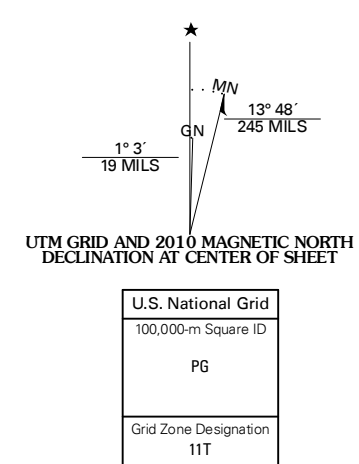 ★
MN
GN
13° 48´
245 MILS
1° 3´
19 MILS
UTM GRID AND 2010 MAGNETIC NORTH
DECLINATION AT CENTER OF SHEET
U.S. National Grid
100,000-m Square ID
PG
Grid Zone Designation
11T